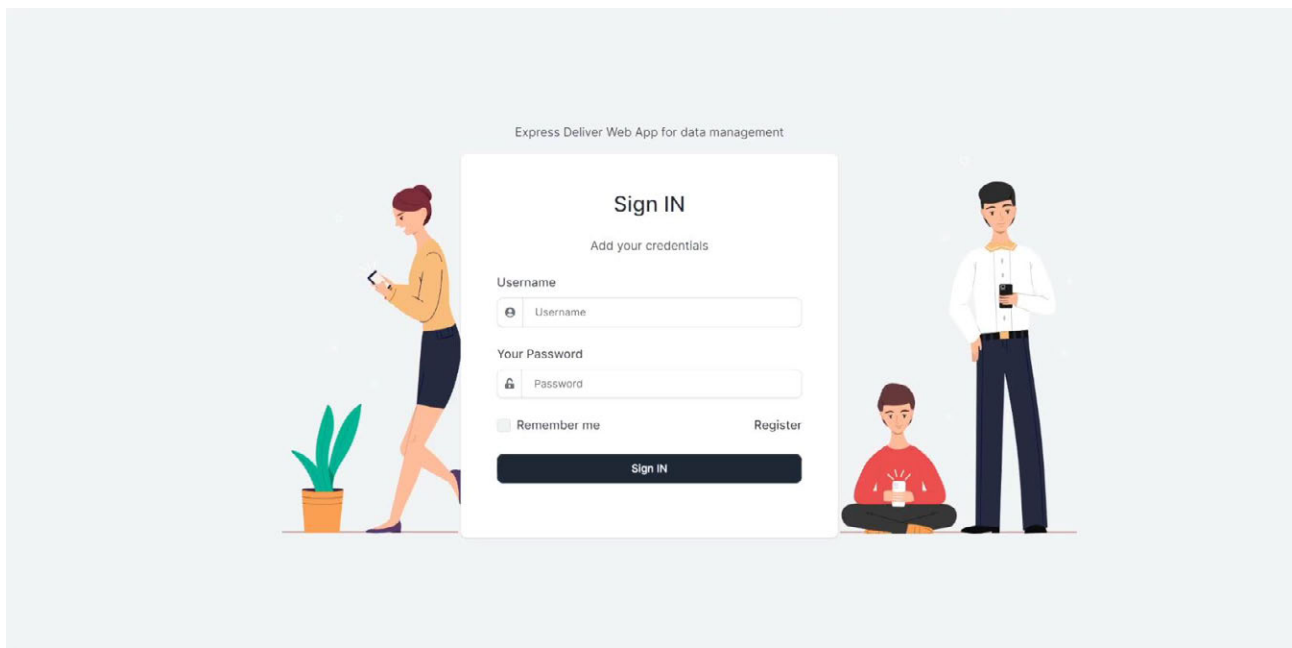 Express Deliver Web App for data management
Sign IN
Add your credentials
Username
Username
Your Password
Password
Remember me
Register
Sign IN